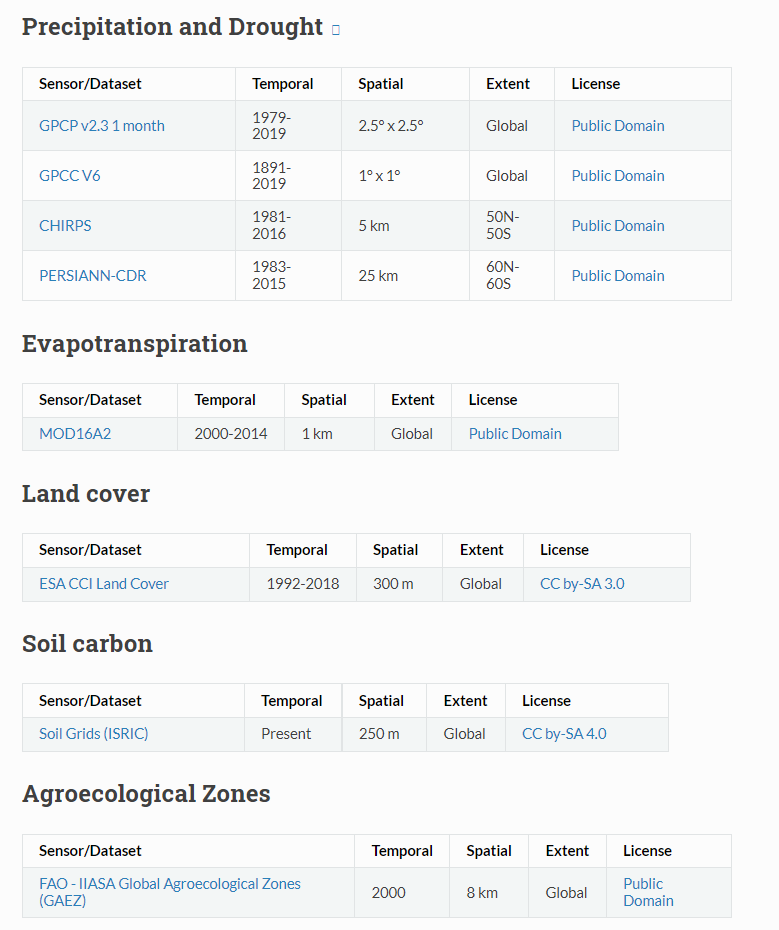 Precipitation and Drought
Sensor/Dataset Temporal Spatial Extent License
GPCP v2.3 1 month 1979-2019 2.5° x 2.5° Global Public Domain
GPCC V6 1891-2019 1° x 1° Global Public Domain
CHIRPS 1981-2016 5 km 50N-50S Public Domain
PERSIANN-CDR 1983-2015 25 km 60N-60S Public Domain
Evapotranspiration
Sensor/Dataset Temporal Spatial Extent License
MOD16A2 2000-2014 1 km Global Public Domain
Land cover
Sensor/Dataset Temporal Spatial Extent License
ESA CCI Land Cover 1992-2018 300 m Global CC by-SA 3.0
Soil carbon
Sensor/Dataset Temporal Spatial Extent License
Soil Grids (ISRIC) Present 250 m Global CC by-SA 4.0
Agroecological Zones
Sensor/Dataset Temporal Spatial Extent License
FAO - IIASA Global Agroecological Zones (GAEZ) 2000 8 km Global Public Domain